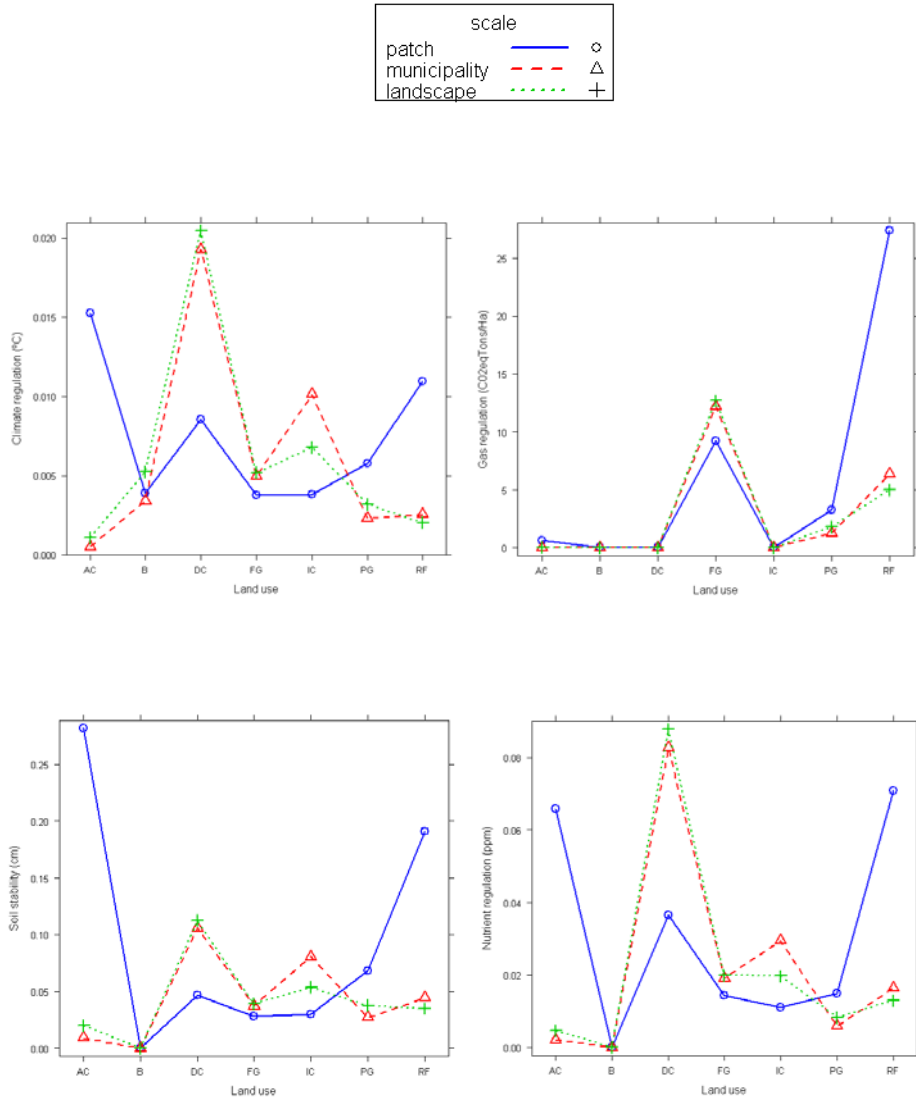 scale
patch
municipality
landscape
0.020
0.015
0.010
0.005
0.000
Climate regulation (ºC)
AC B DC FG IC PG RF
Land use
25
20
15
10
5
0
Gas regulation (C02eqTons/Ha)
AC B DC FG IC PG RF
Land use
0.25
0.20
0.15
0.10
0.05
0.00
Soil stability (cm)
AC B DC FG IC PG RF
Land use
0.08
0.06
0.04
0.02
0.00
Nutrient regulation (ppm)
AC B DC FG IC PG RF
Land use